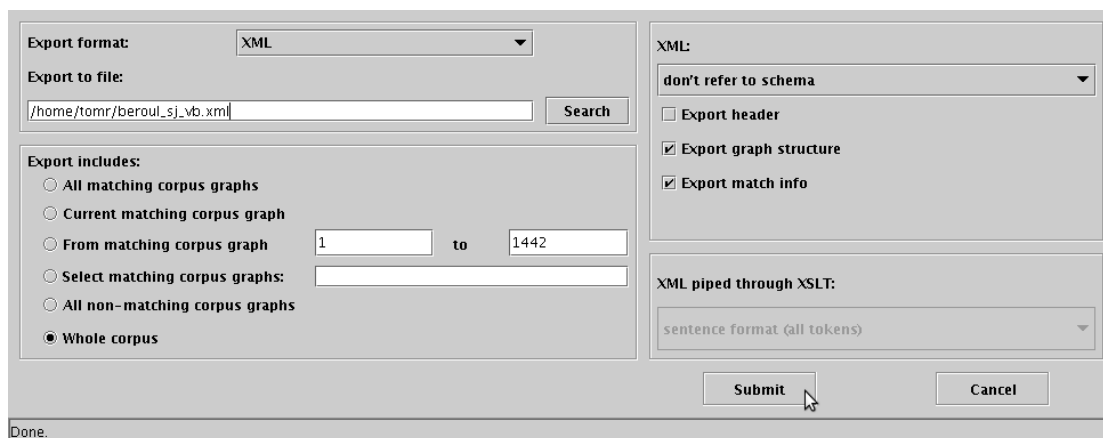 Export format: XML
Export to file:
/home/tomr/beroul_sj_vb.xml Search
Export includes:
All matching corpus graphs
Current matching corpus graph
From matching corpus graph 1 to 1442
Select matching corpus graphs:
All non-matching corpus graphs
Whole corpus
XML:
don't refer to schema
Export header
Export graph structure
Export match info
XML piped through XSLT:
sentence format (all tokens)
Submit Cancel
Done.